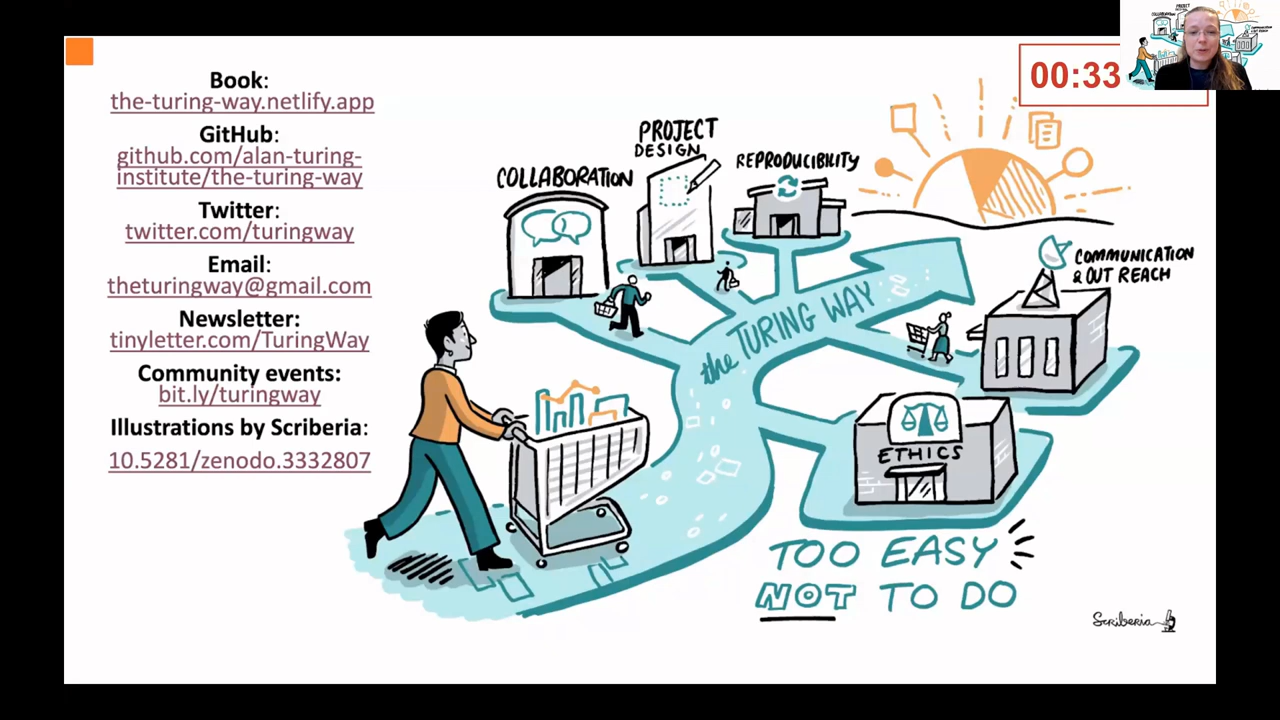 Book:
the-turing-way.netlify.app
GitHub:
github.com/alan-turing-
institute/the-turing-way
Twitter:
twitter.com/turingway
Email:
theturingway@gmail.com
Newsletter:
tinyletter.com/TuringWay
Community events:
bit.ly/turingway
Illustrations by Scriberia:
10.5281/zenodo.3332807
00:33
COLLABORATION
PROJECT
DESIGN
REPRODUCIBILITY
COMMUNICATION
& OUT REACH
the TURING WAY
ETHICS
TOO EASY
NOT TO DO
Scriberia